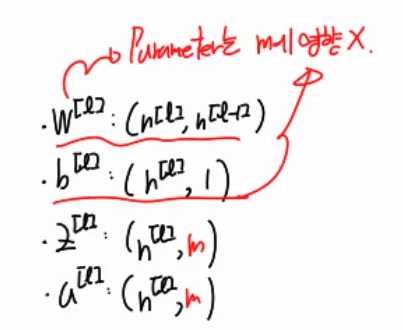 Parameter는 m에 영향 X.
· W^[l] : (n^[l], n^[l-1])
· b^[l] : (n^[l], 1)
· z^[l] : (n^[l], m)
· a^[l] : (n^[l], m)